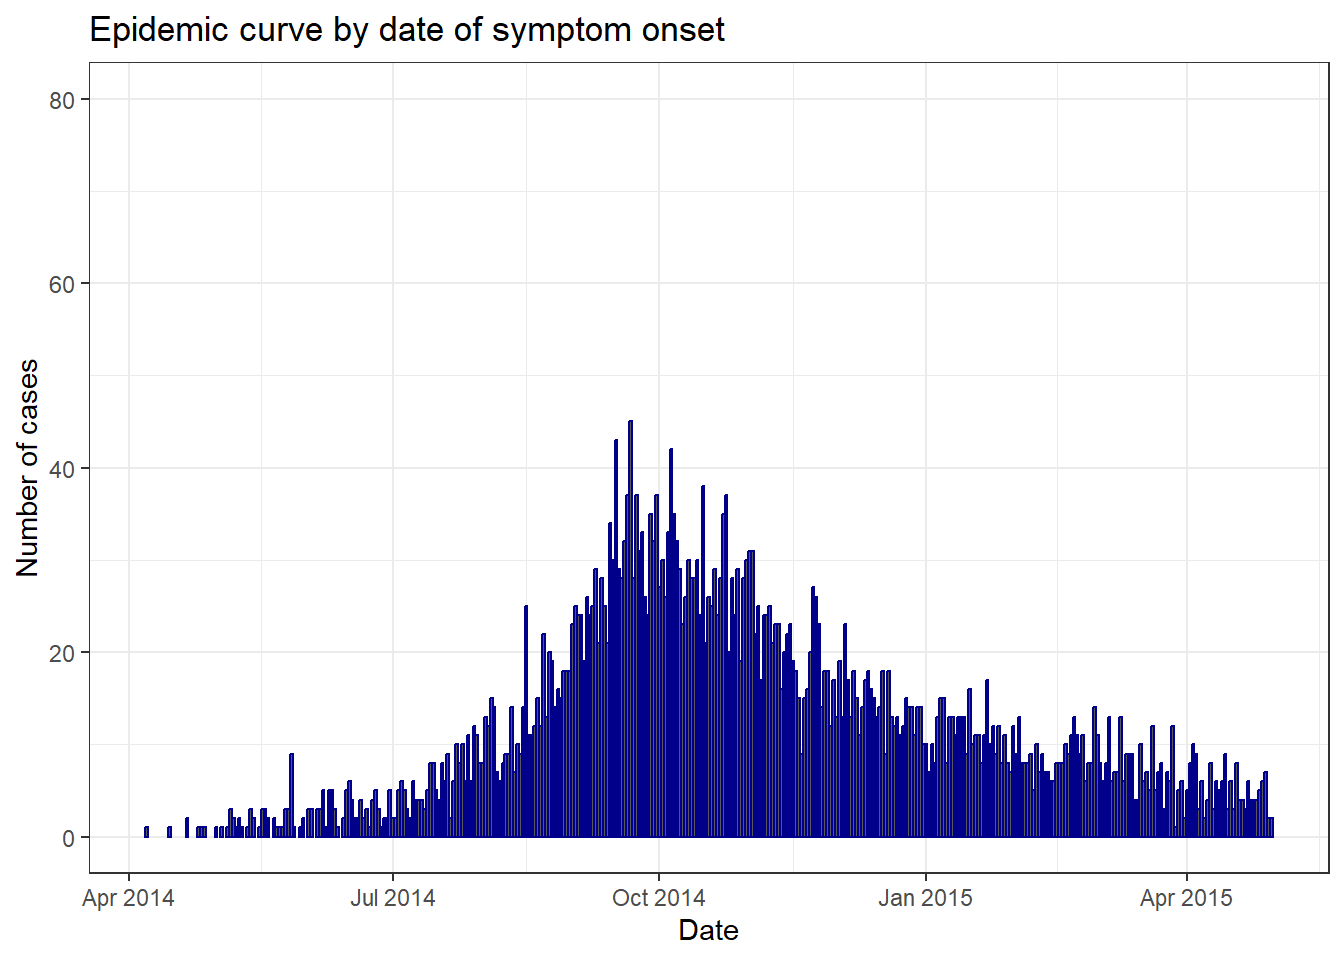 Epidemic curve by date of symptom onset
Number of cases
80
60
40
20
0
Apr 2014
Jul 2014
Oct 2014
Jan 2015
Apr 2015
Date